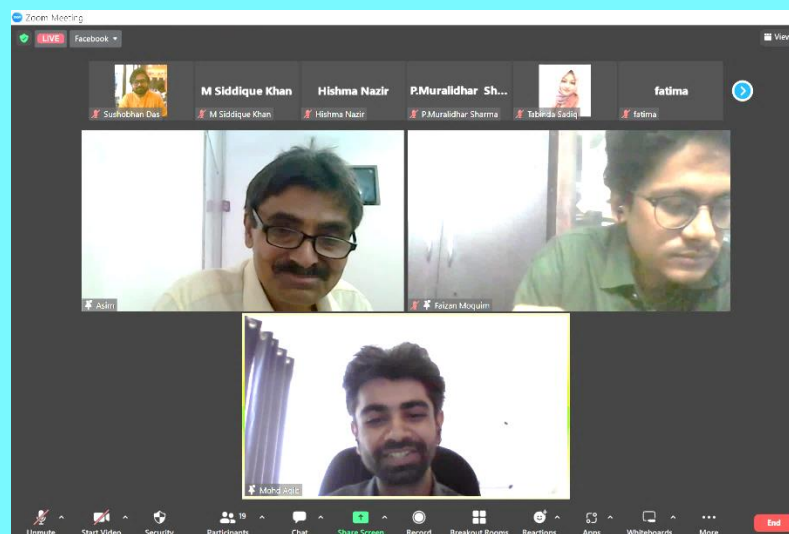 Zoom Meeting
LIVE Facebook View
M Siddique Khan Hishma Nazir P.Muralidhar Sh... fatima
Sushobhan Das M Siddique Khan Hishma Nazir P.Muralidhar Sharma Tabinda Sadiq fatima
Asim Faizan Moquim
Mohd Aqib
19
Unmute Start Video Security Participants Chat Share Screen Record Breakout Rooms Reactions Apps Whiteboards More End